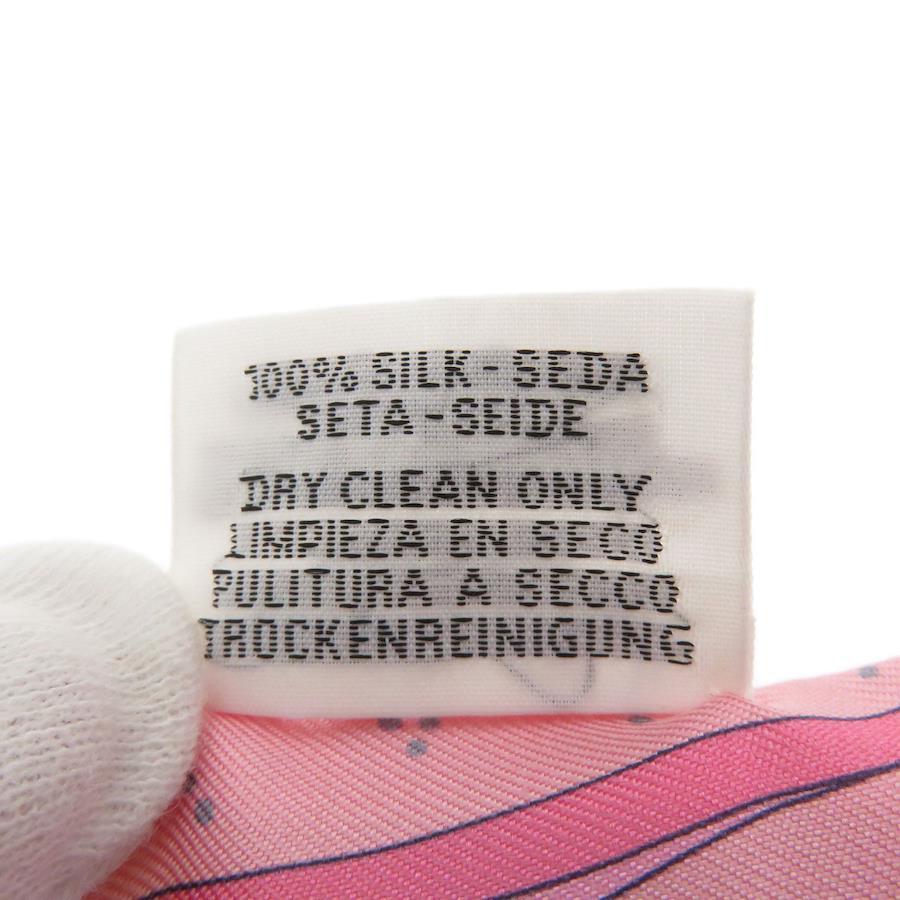 100% SILK - SEDA
SETA - SEIDE
DRY CLEAN ONLY
LIMPIEZA EN SECO
PULITURA A SECCO
TROCKENREINIGUNG